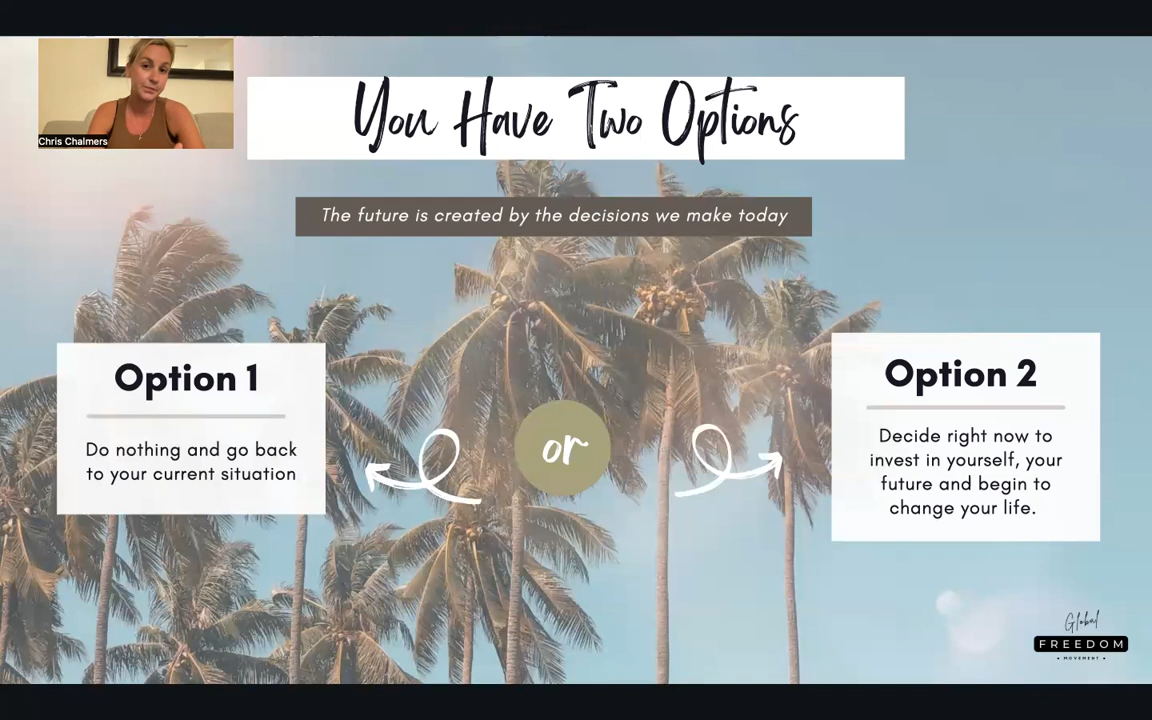 Chris Chalmers
You Have Two Options
The future is created by the decisions we make today
Option 1
Do nothing and go back
to your current situation
or
Option 2
Decide right now to
invest in yourself, your
future and begin to
change your life.
Global
FREEDOM
• MOVEMENT •